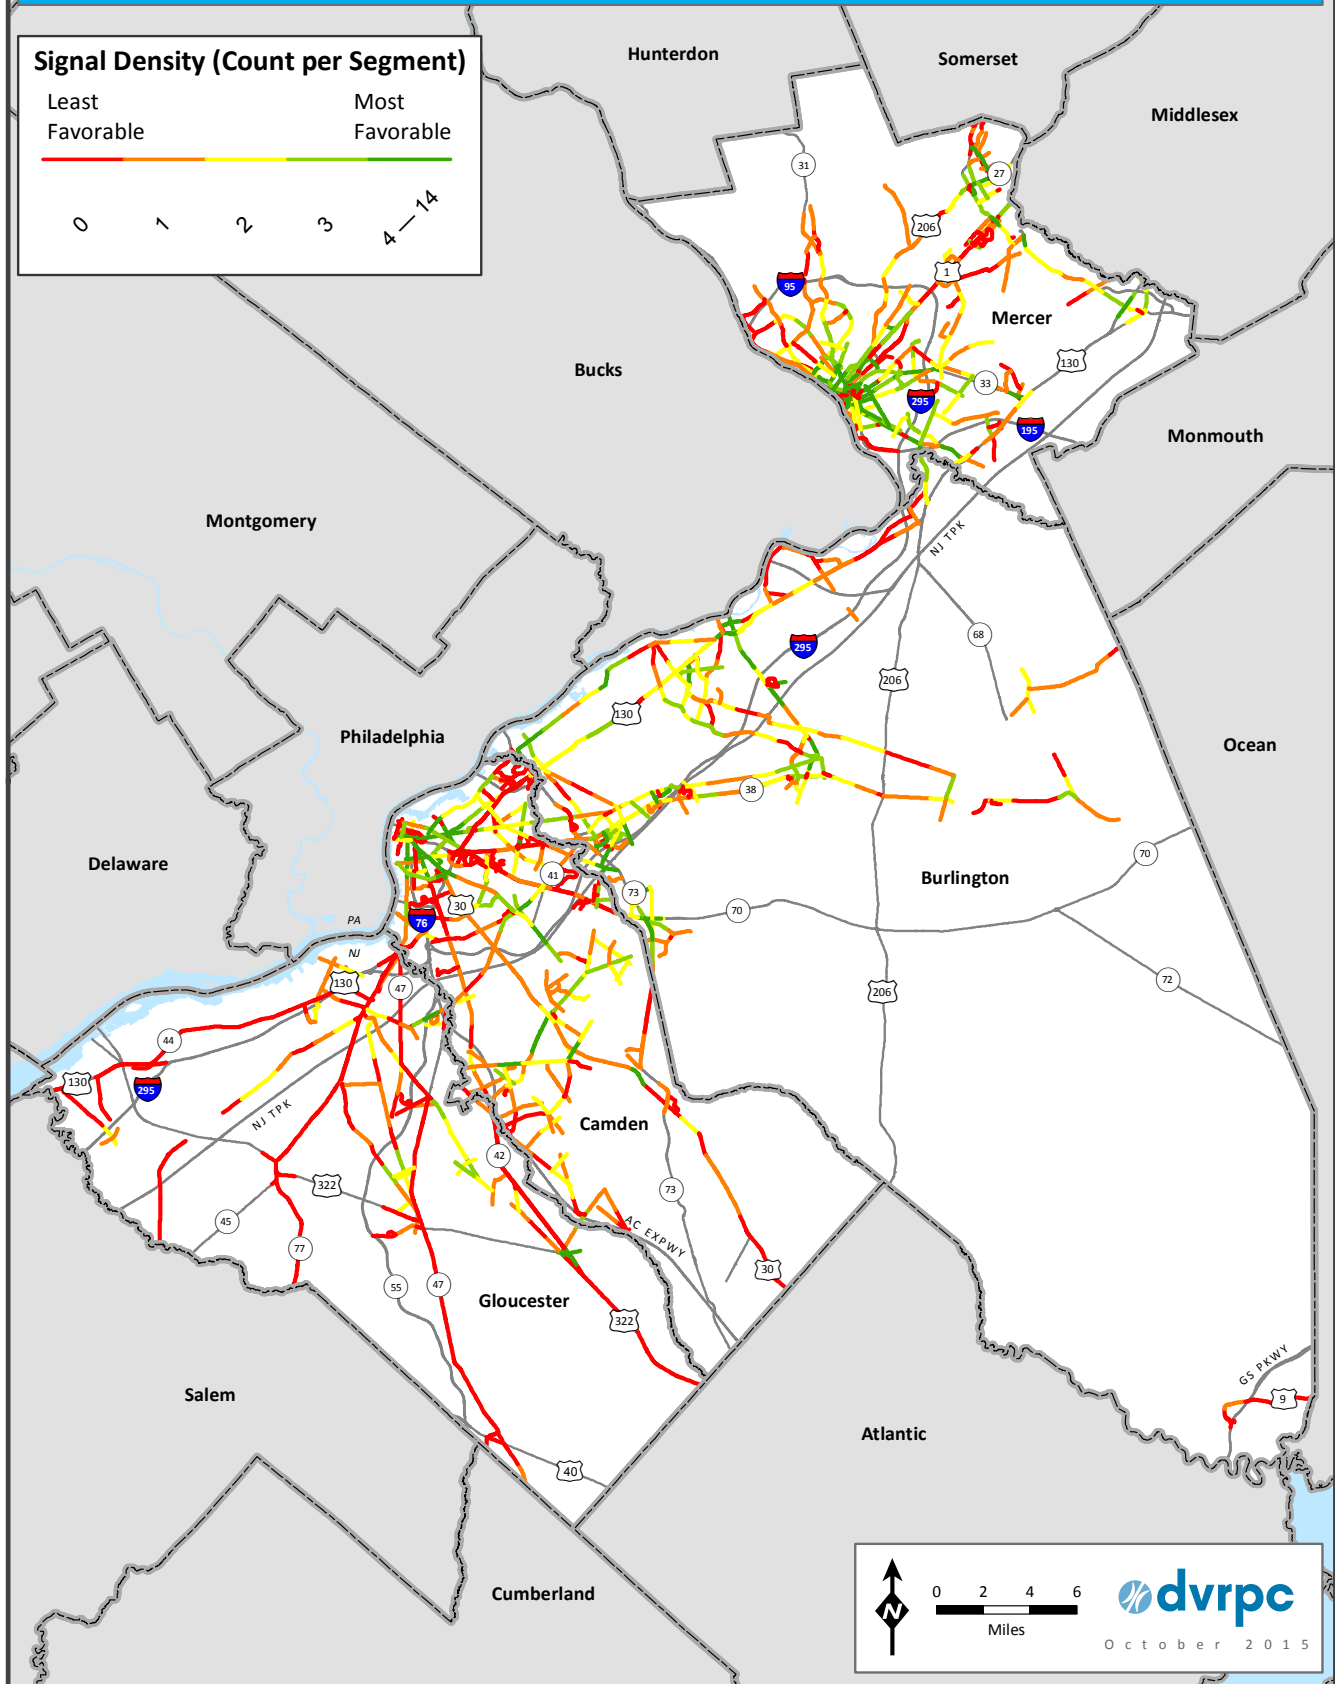 Signal Density (Count per Segment)
Least Favorable
Most Favorable
0
1
2
3
4 — 14
Hunterdon
Somerset
Middlesex
31
27
206
1
95
Mercer
Bucks
130
33
295
195
Monmouth
Montgomery
NJ TPK
68
295
206
130
Philadelphia
Ocean
38
Delaware
70
41
73
Burlington
30
70
76
PA
NJ
130
47
72
206
44
130
295
NJ TPK
Camden
42
322
73
45
AC EXPWY
77
30
55
47
Gloucester
322
GS PKWY
9
Salem
Atlantic
40
Cumberland
N
0 2 4 6
Miles
dvrpc
October 2015